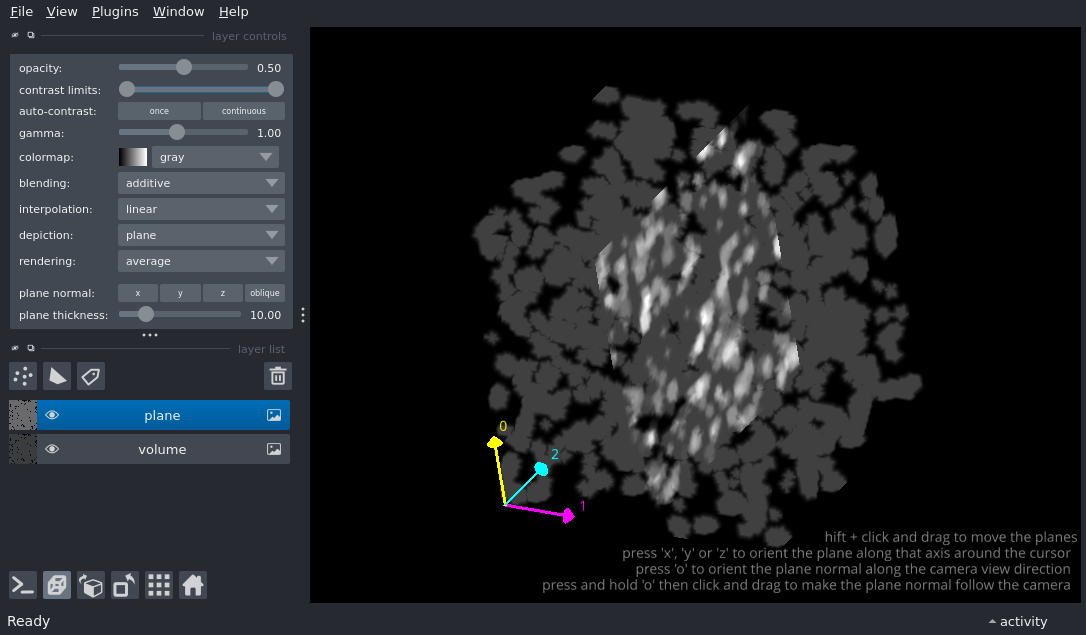 File View Plugins Window Help
layer controls
opacity: 0.50
contrast limits:
auto-contrast: once continuous
gamma: 1.00
colormap: gray
blending: additive
interpolation: linear
depiction: plane
rendering: average
plane normal: x y z oblique
plane thickness: 10.00
layer list
plane
volume
0
2
1
hift + click and drag to move the planes
press 'x', 'y' or 'z' to orient the plane along that axis around the cursor
press 'o' to orient the plane normal along the camera view direction
press and hold 'o' then click and drag to make the plane normal follow the camera
Ready activity